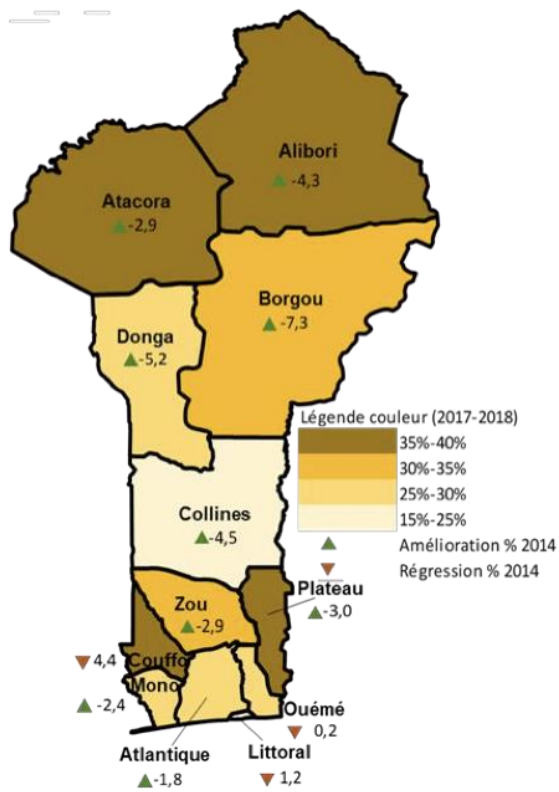 Alibori
▲ -4,3
Atacora
▲ -2,9
Borgou
▲ -7,3
Donga
▲ -5,2
Légende couleur (2017-2018)
35%-40%
30%-35%
25%-30%
15%-25%
▲ Amélioration % 2014
▼ Régression % 2014
Collines
▲ -4,5
Plateau
▲ -3,0
Zou
▲ -2,9
Couffo
▼ 4,4
Mono
▲ -2,4
Ouémé
▼ 0,2
Atlantique
▲ -1,8
Littoral
▼ 1,2